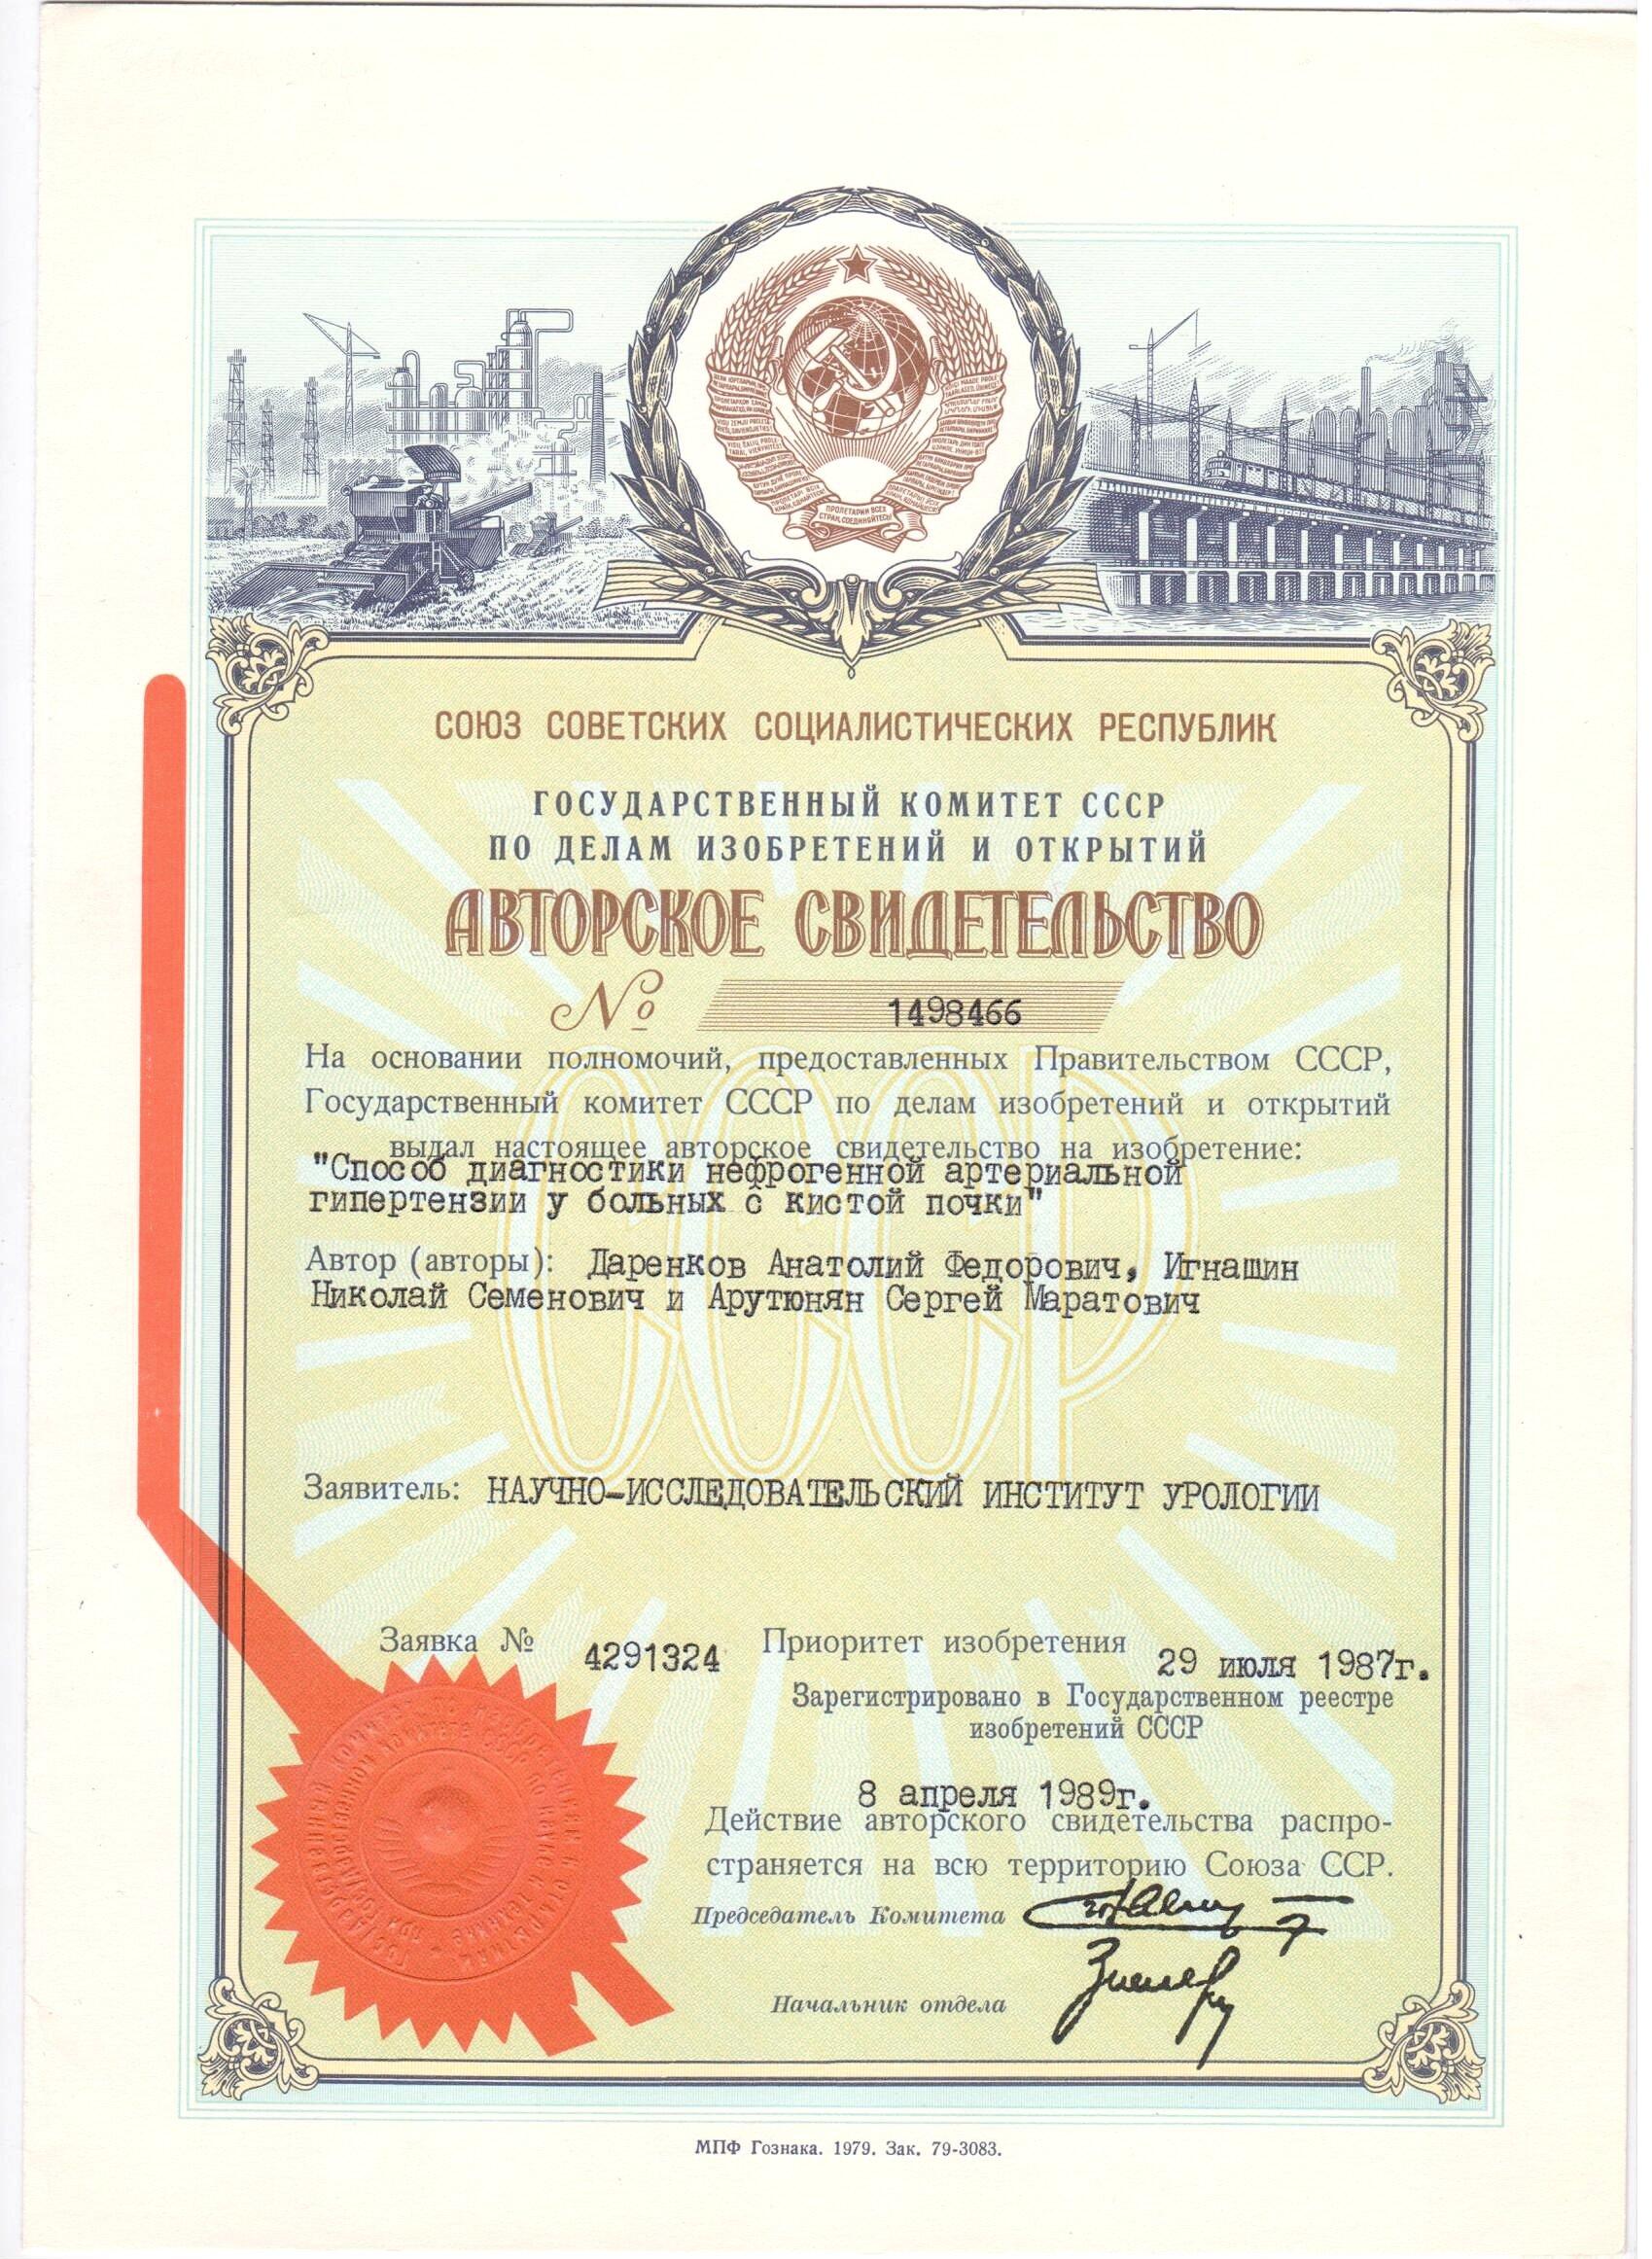 ПРОЛЕТАРИИ ВСЕХ
СТРАН, СОЕДИНЯЙТЕСЬ!
СОЮЗ СОВЕТСКИХ СОЦИАЛИСТИЧЕСКИХ РЕСПУБЛИК
ГОСУДАРСТВЕННЫЙ КОМИТЕТ СССР
ПО ДЕЛАМ ИЗОБРЕТЕНИЙ И ОТКРЫТИЙ
АВТОРСКОЕ СВИДЕТЕЛЬСТВО
№ 1498466
На основании полномочий, предоставленных Правительством СССР,
Государственный комитет СССР по делам изобретений и открытий
выдал настоящее авторское свидетельство на изобретение:
"Способ диагностики нефрогенной артериальной
гипертензии у больных с кистой почки"
Автор (авторы): Даренков Анатолий Федорович, Игнашин
Николай Семенович и Арутюнян Сергей Маратович
СССР
Заявитель: НАУЧНО-ИССЛЕДОВАТЕЛЬСКИЙ ИНСТИТУТ УРОЛОГИИ
Заявка № 4291324 Приоритет изобретения 29 июля 1987г.
Зарегистрировано в Государственном реестре
изобретений СССР
8 апреля 1989г.
Действие авторского свидетельства распро-
страняется на всю территорию Союза ССР.
Председатель Комитета
Начальник отдела
МПФ Гознака. 1979. Зак. 79-3083.